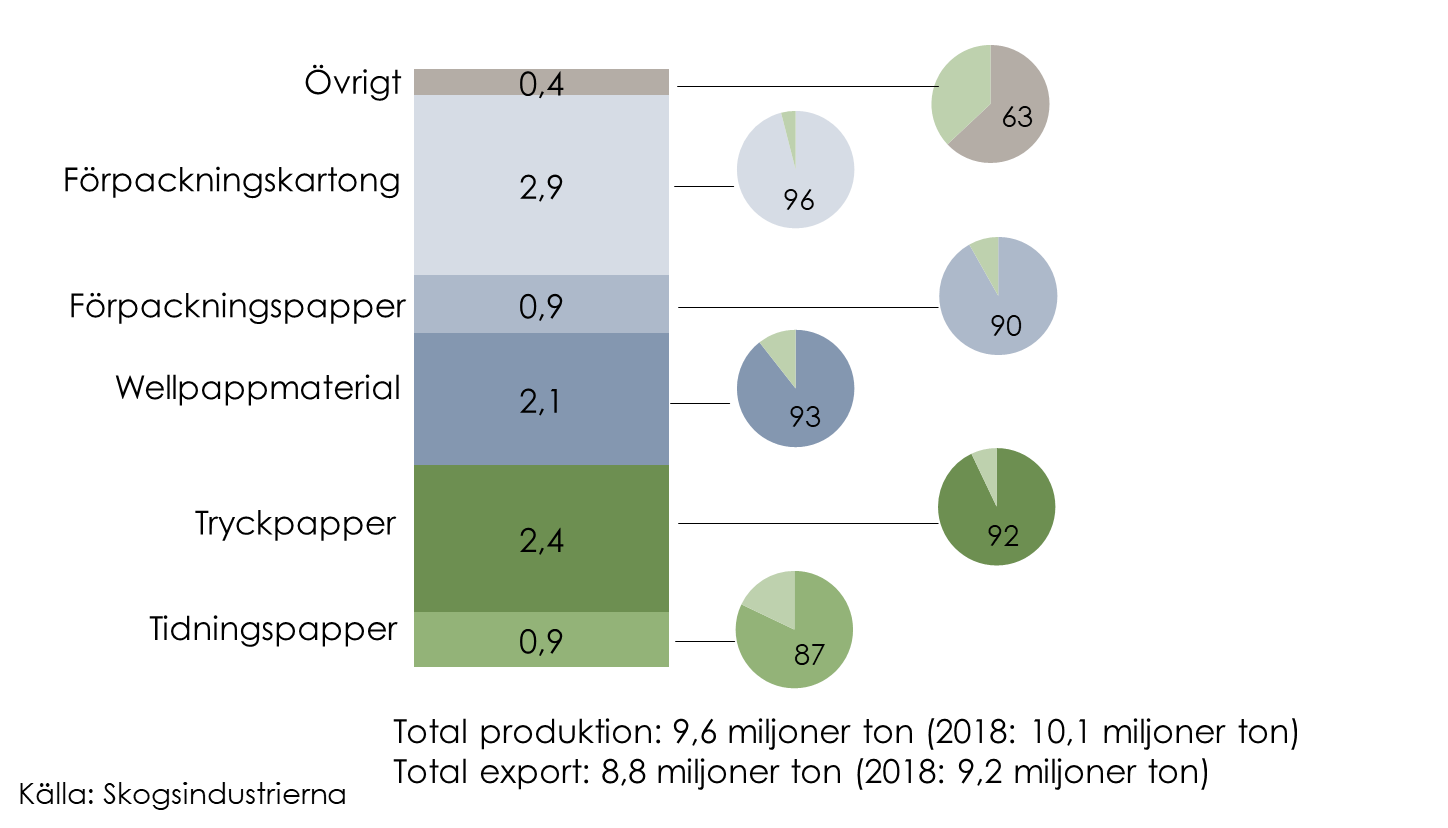 Övrigt
0,4
63
Förpackningskartong
2,9
96
Förpackningspapper
0,9
90
Wellpappmaterial
2,1
93
Tryckpapper
2,4
92
Tidningspapper
0,9
87
Total produktion: 9,6 miljoner ton (2018: 10,1 miljoner ton)
Total export: 8,8 miljoner ton (2018: 9,2 miljoner ton)
Källa: Skogsindustrierna